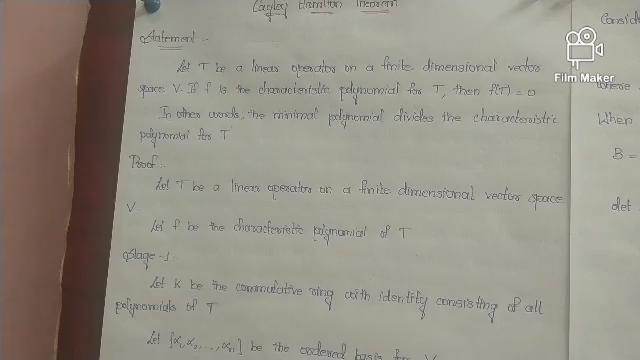 Cayley Hamilton Theorem
Statement :-
Let T be a linear operator on a finite dimensional vector
space V. If f is the characteristic polynomial for T, then f(T) = 0
In other words, the minimal polynomial divides the characteristic
polynomial for T
Proof :-
Let T be a linear operator on a finite dimensional vector space
V
Let f be the characteristic polynomial of T
Stage -1
Let K be the commutative ring with identity consisting of all
polynomials of T
Let {α₁, α₂, ..., αₙ} be the ordered basis for V
Conside
where
When
B =
det
Film Maker